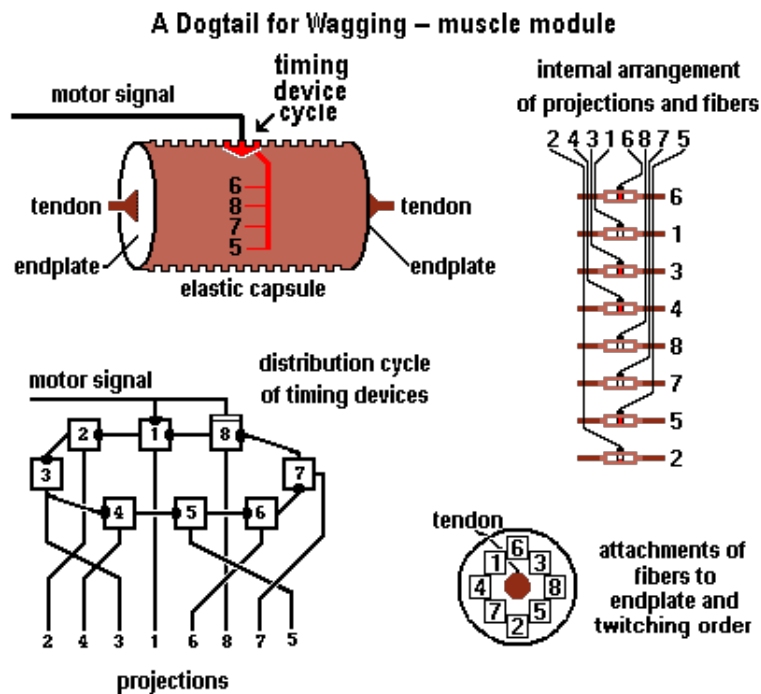 A Dogtail for Wagging – muscle module
timing
device
cycle
motor signal
6
8
7
5
tendon
endplate
tendon
endplate
elastic capsule
internal arrangement
of projections and fibers
2 4 3 1 6 8 7 5
6
1
3
4
8
7
5
2
distribution cycle
of timing devices
motor signal
2
1
8
3
7
4
5
6
2 4 3 1 6 8 7 5
projections
tendon
6
1 3
4 8
7 5
2
attachments of
fibers to
endplate and
twitching order